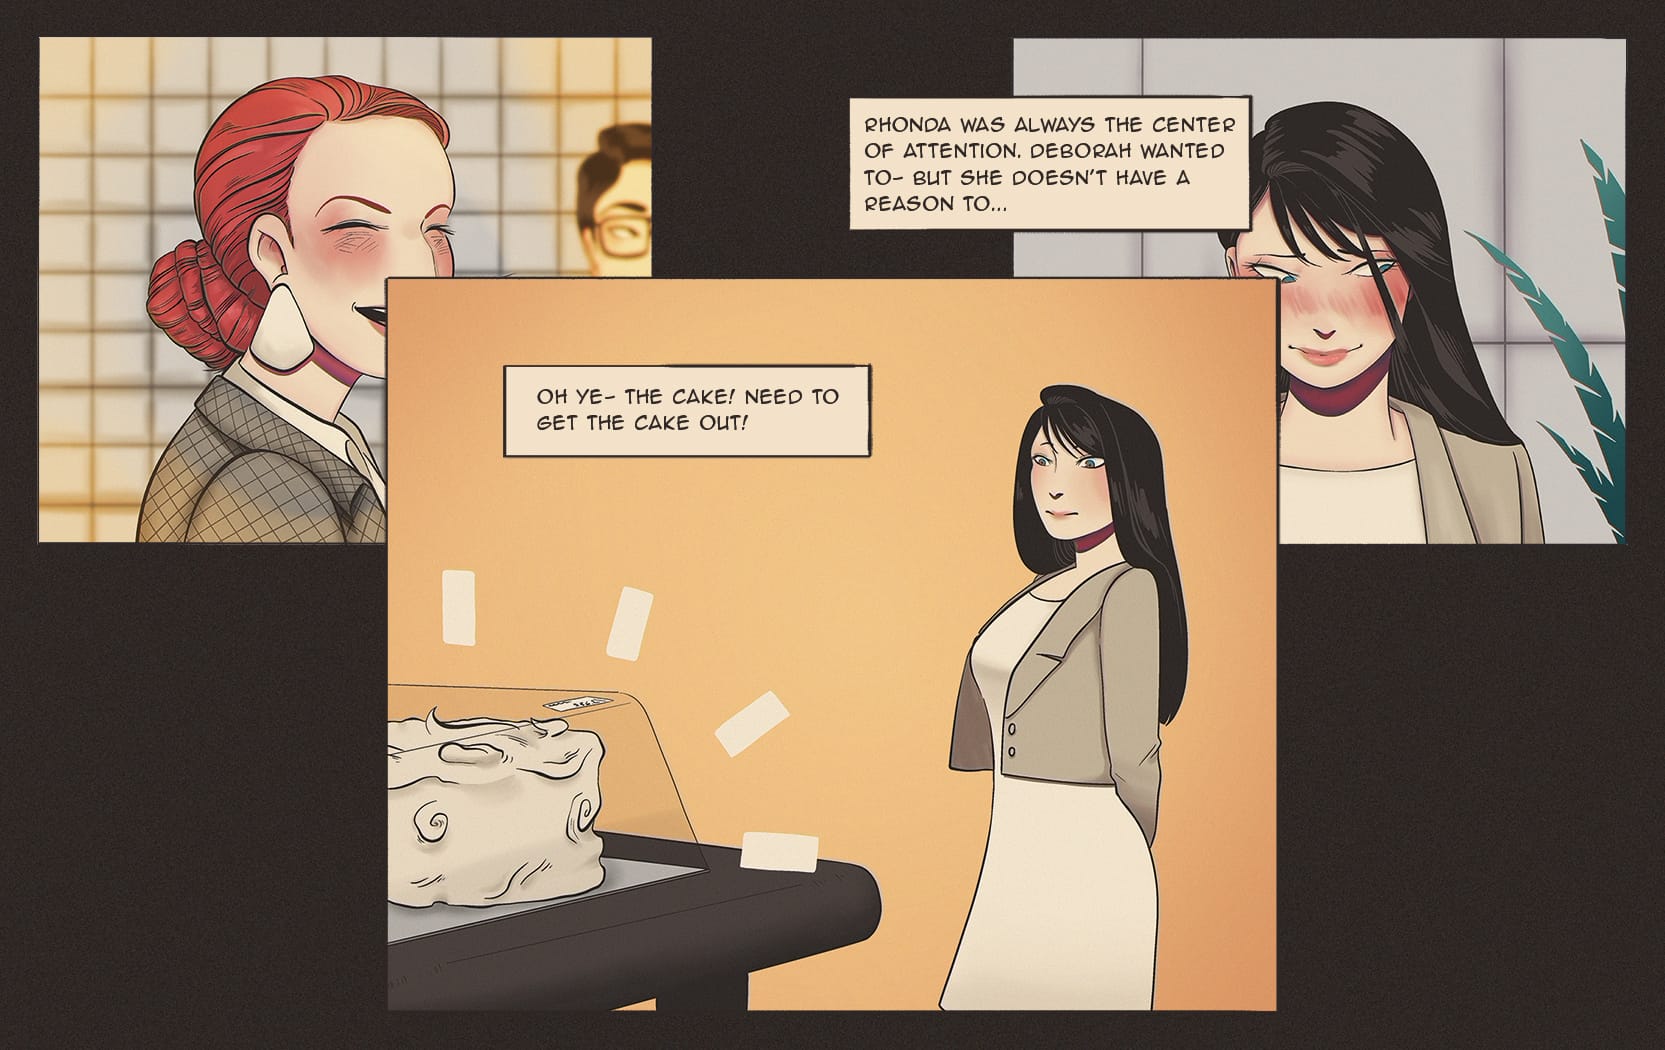 RHONDA WAS ALWAYS THE CENTER
OF ATTENTION. DEBORAH WANTED
TO- BUT SHE DOESN'T HAVE A
REASON TO...
OH YE- THE CAKE! NEED TO
GET THE CAKE OUT!